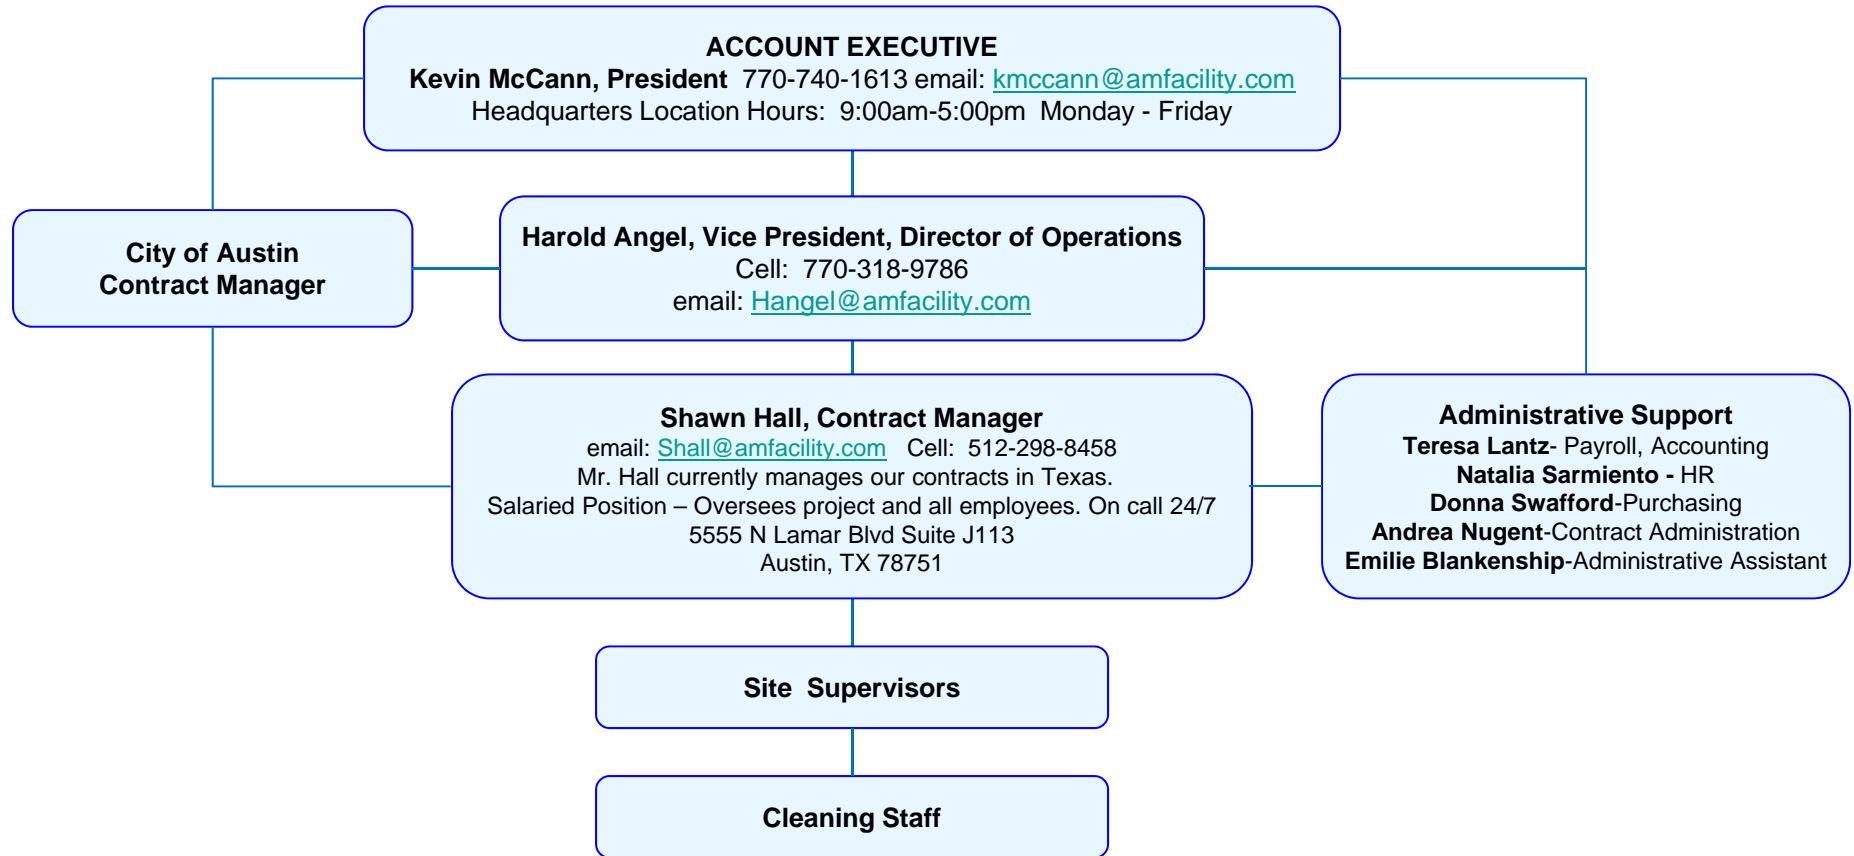 ACCOUNT EXECUTIVE
Kevin McCann, President 770-740-1613 email: kmccann@amfacility.com
Headquarters Location Hours: 9:00am-5:00pm Monday - Friday
City of Austin
Contract Manager
Harold Angel, Vice President, Director of Operations
Cell: 770-318-9786
email: Hangel@amfacility.com
Shawn Hall, Contract Manager
email: Shall@amfacility.com Cell: 512-298-8458
Mr. Hall currently manages our contracts in Texas.
Salaried Position – Oversees project and all employees. On call 24/7
5555 N Lamar Blvd Suite J113
Austin, TX 78751
Administrative Support
Teresa Lantz- Payroll, Accounting
Natalia Sarmiento - HR
Donna Swafford-Purchasing
Andrea Nugent-Contract Administration
Emilie Blankenship-Administrative Assistant
Site Supervisors
Cleaning Staff